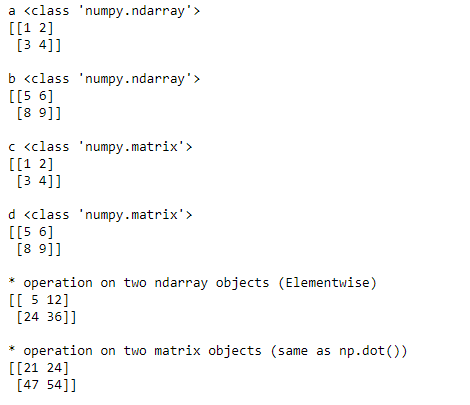 a <class 'numpy.ndarray'>
[[1 2]
 [3 4]]
b <class 'numpy.ndarray'>
[[5 6]
 [8 9]]
c <class 'numpy.matrix'>
[[1 2]
 [3 4]]
d <class 'numpy.matrix'>
[[5 6]
 [8 9]]
* operation on two ndarray objects (Elementwise)
[[ 5 12]
 [24 36]]
* operation on two matrix objects (same as np.dot())
[[21 24]
 [47 54]]